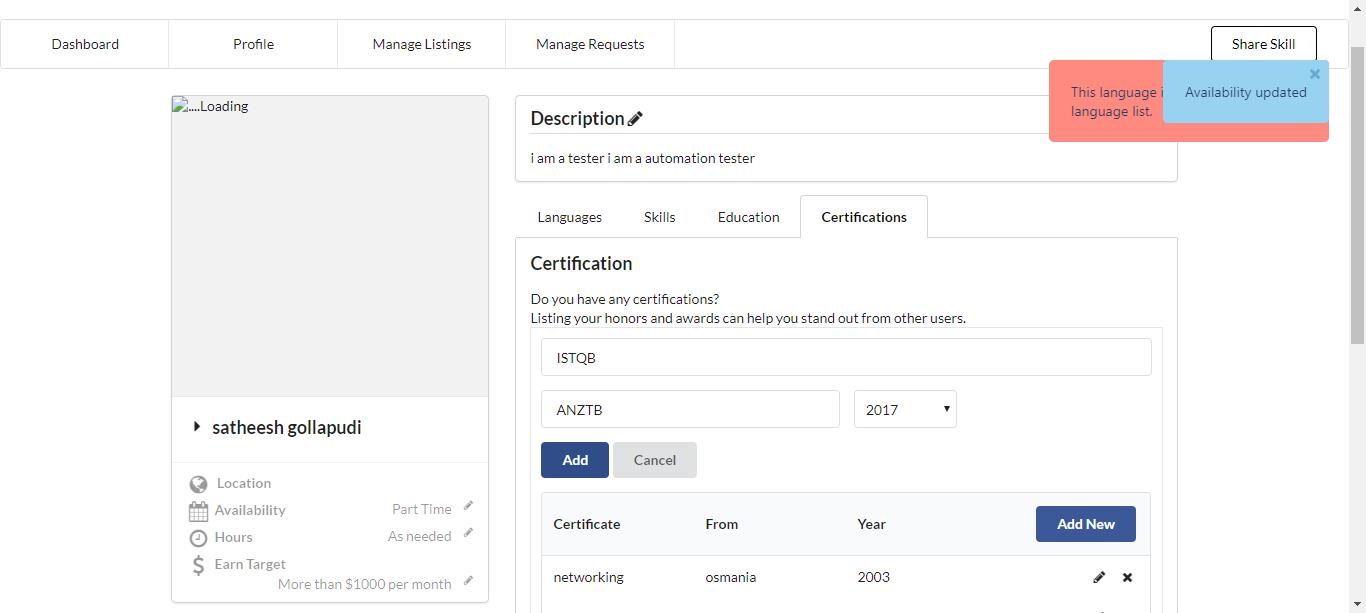 Dashboard
Profile
Manage Listings
Manage Requests
Share Skill
This language
language list.
Availability updated
....Loading
satheesh gollapudi
Location
Availability
Part Time
Hours
As needed
Earn Target
More than $1000 per month
Description
i am a tester i am a automation tester
Languages
Skills
Education
Certifications
Certification
Do you have any certifications?
Listing your honors and awards can help you stand out from other users.
ISTQB
ANZTB
2017
Add
Cancel
Certificate
From
Year
Add New
networking
osmania
2003